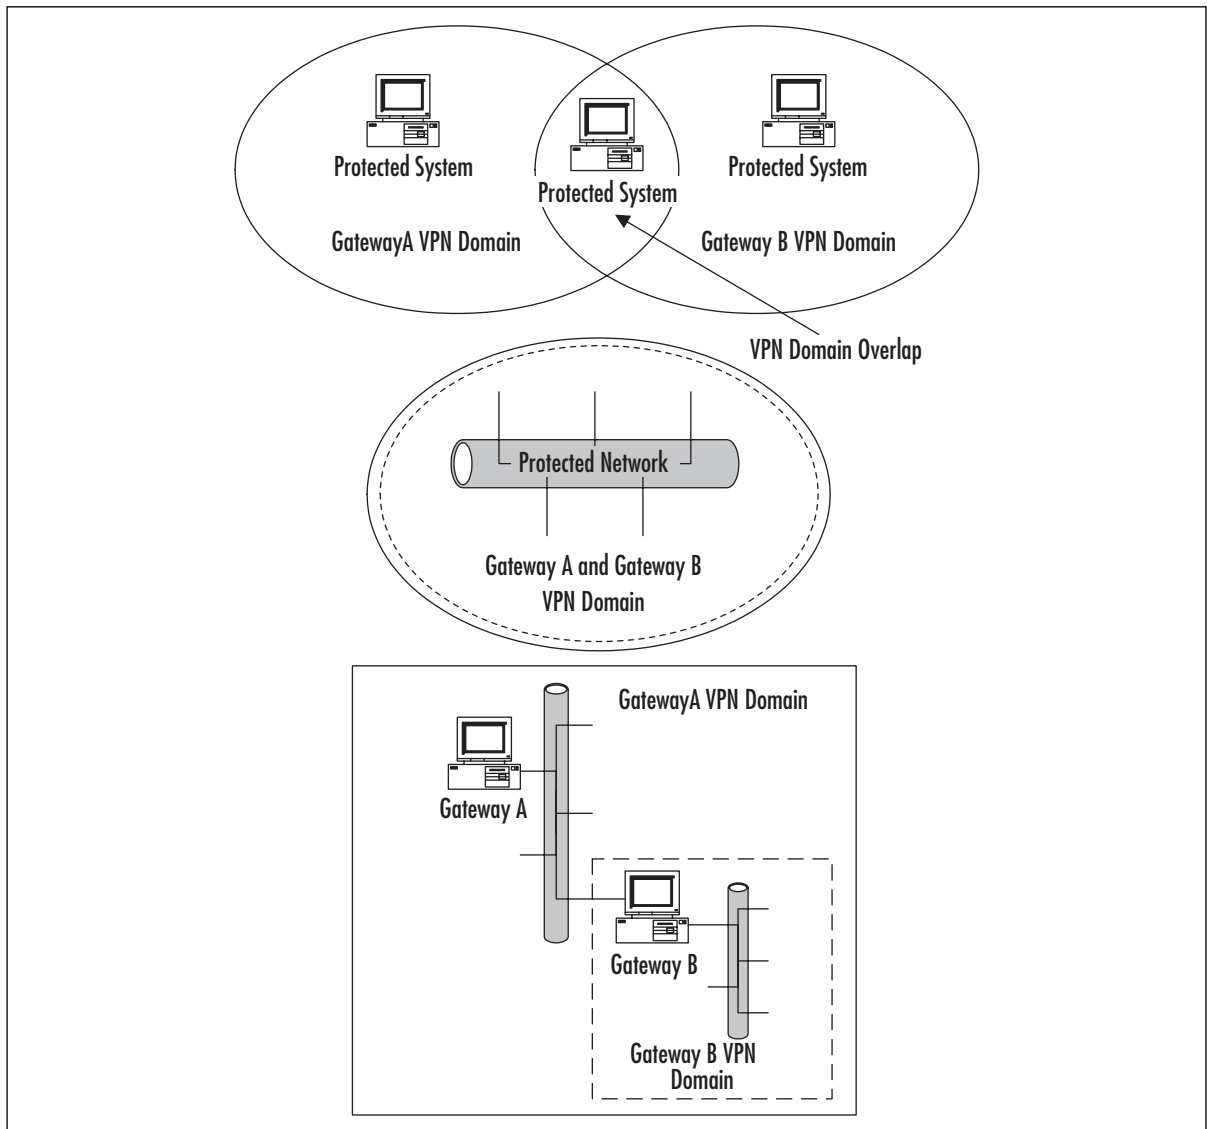 Protected System
Protected System
Protected System
GatewayA VPN Domain
Gateway B VPN Domain
VPN Domain Overlap
Protected Network
Gateway A and Gateway B
VPN Domain
GatewayA VPN Domain
Gateway A
Gateway B
Gateway B VPN
Domain